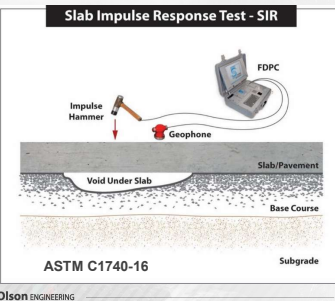 Slab Impulse Response Test - SIR
FDPC
Impulse
Hammer
Geophone
Slab/Pavement
Void Under Slab
Base Course
Subgrade
ASTM C1740-16
Olson ENGINEERING